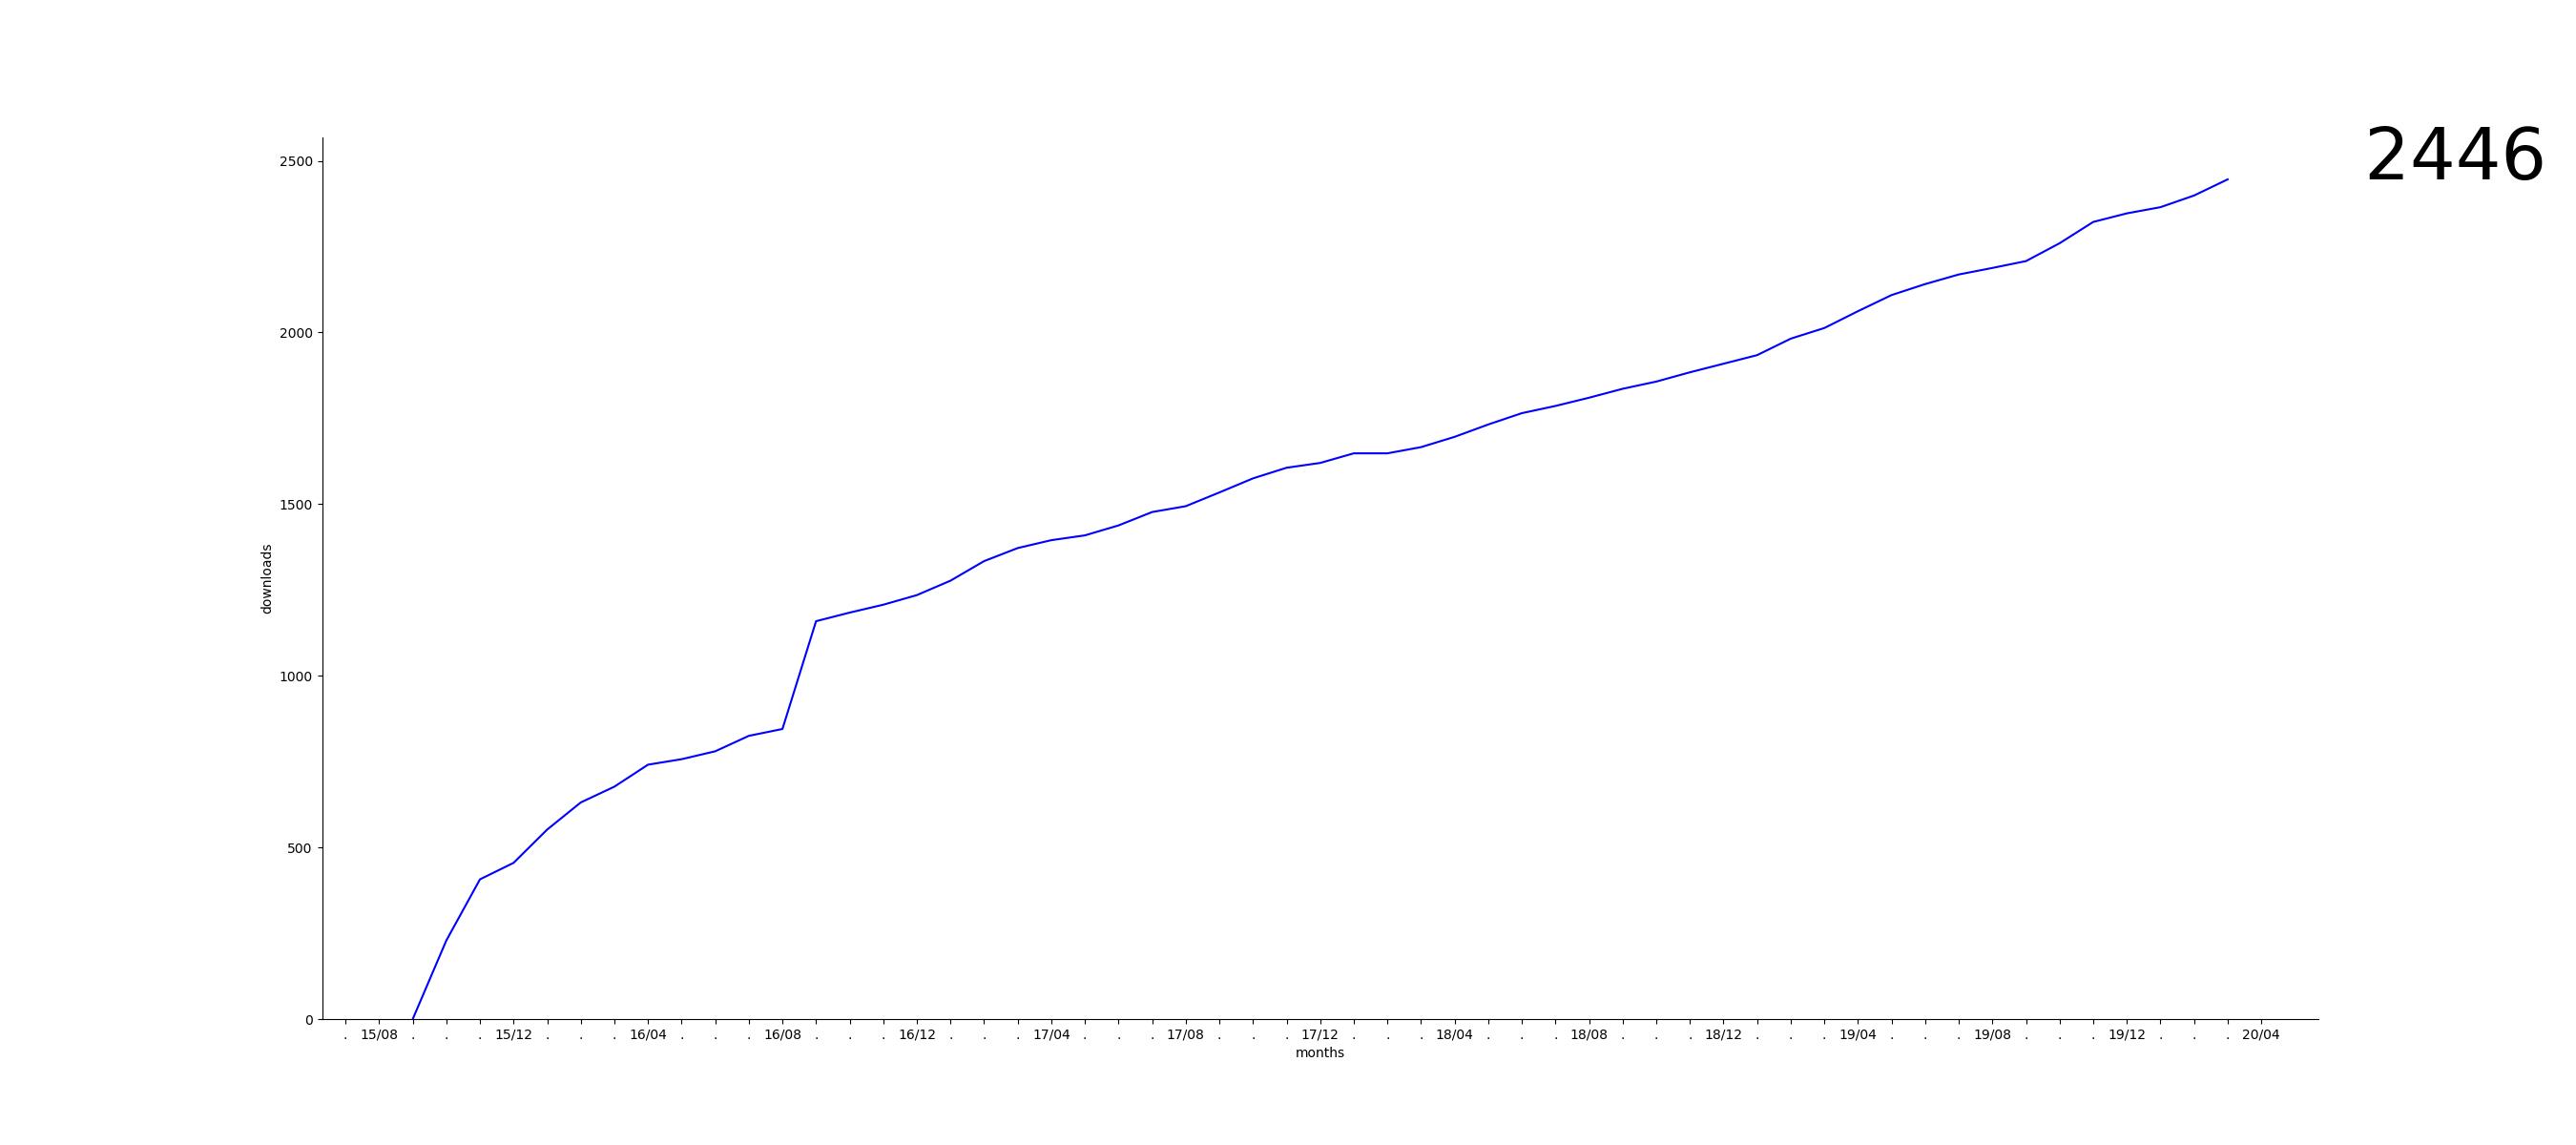 2446
2500
2000
1500
1000
500
0
downloads
. 15/08 . . . 15/12 . . . 16/04 . . . 16/08 . . . 16/12 . . . 17/04 . . . 17/08 . . . 17/12 . . . 18/04 . . . 18/08 . . . 18/12 . . . 19/04 . . . 19/08 . . . 19/12 . . . 20/04
months